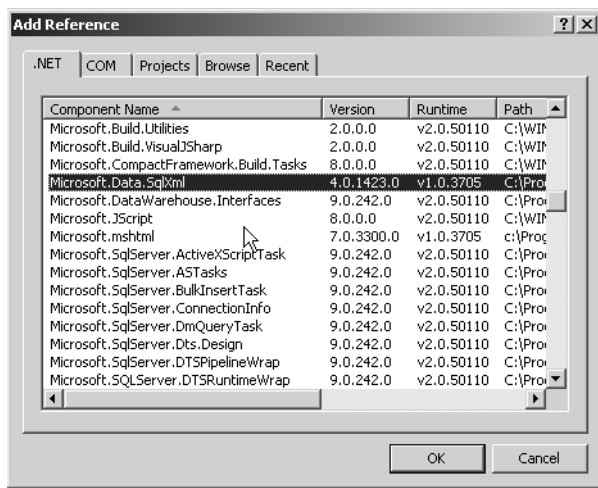 Add Reference
.NET COM Projects Browse Recent
Component Name Version Runtime Path
Microsoft.Build.Utilities 2.0.0.0 v2.0.50110 C:\WIN
Microsoft.Build.VisualJSharp 2.0.0.0 v2.0.50110 C:\WIN
Microsoft.CompactFramework.Build.Tasks 8.0.0.0 v2.0.50110 C:\WIN
Microsoft.Data.SqlXml 4.0.1423.0 v1.0.3705 C:\Pro
Microsoft.DataWarehouse.Interfaces 9.0.242.0 v2.0.50110 C:\Pro
Microsoft.JScript 8.0.0.0 v2.0.50110 C:\WIN
Microsoft.mshtml 7.0.3300.0 v1.0.3705 c:\Prog
Microsoft.SqlServer.ActiveXScriptTask 9.0.242.0 v2.0.50110 C:\Pro
Microsoft.SqlServer.ASTasks 9.0.242.0 v2.0.50110 C:\Pro
Microsoft.SqlServer.BulkInsertTask 9.0.242.0 v2.0.50110 C:\Pro
Microsoft.SqlServer.ConnectionInfo 9.0.242.0 v2.0.50110 C:\Pro
Microsoft.SqlServer.DmQueryTask 9.0.242.0 v2.0.50110 C:\Pro
Microsoft.SqlServer.Dts.Design 9.0.242.0 v2.0.50110 C:\Pro
Microsoft.SqlServer.DTSPipelineWrap 9.0.242.0 v2.0.50110 C:\Pro
Microsoft.SQLServer.DTSRuntimeWrap 9.0.242.0 v2.0.50110 C:\Pro
OK Cancel